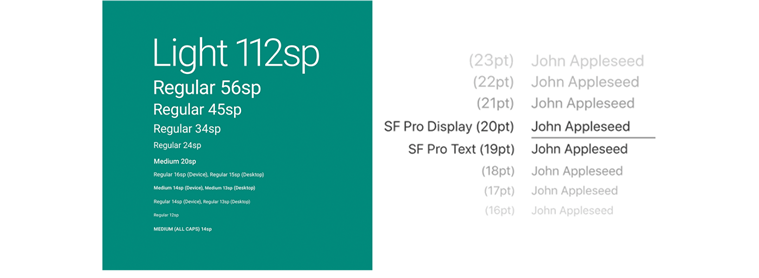 Light 112sp
Regular 56sp
Regular 45sp
Regular 34sp
Regular 24sp
Medium 20sp
Regular 16sp (Device), Regular 15sp (Desktop)
Medium 14sp (Device), Medium 13sp (Desktop)
Regular 14sp (Device), Regular 13sp (Desktop)
Regular 12sp
MEDIUM (ALL CAPS) 14sp
(23pt) John Appleseed
(22pt) John Appleseed
(21pt) John Appleseed
SF Pro Display (20pt) John Appleseed
SF Pro Text (19pt) John Appleseed
(18pt) John Appleseed
(17pt) John Appleseed
(16pt) John Appleseed